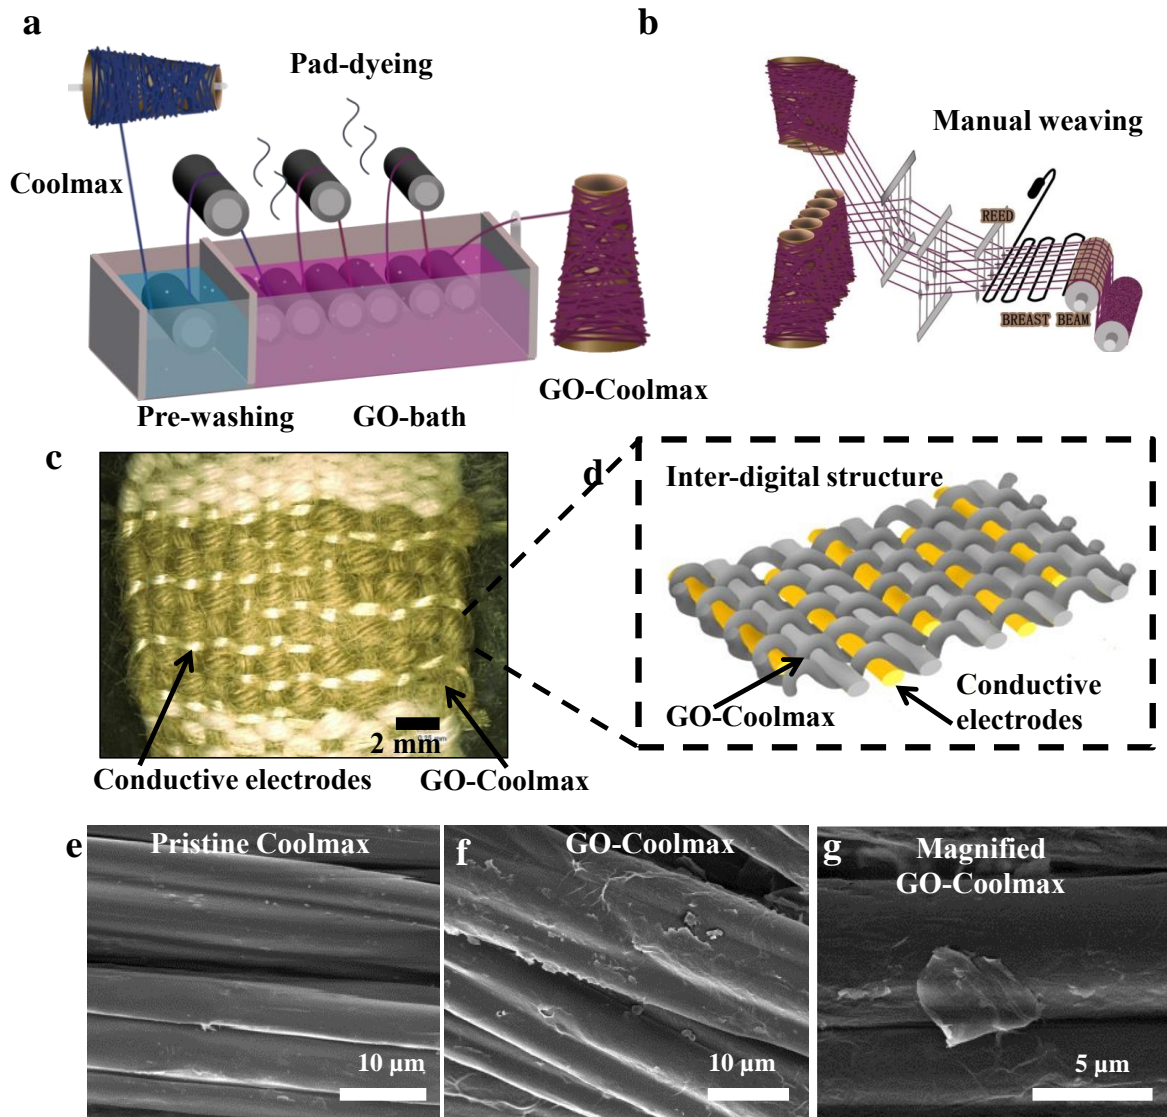 a
b
Pad-dyeing
Manual weaving
Coolmax
REED
BREAST BEAM
GO-Coolmax
Pre-washing
GO-bath
c
d
Inter-digital structure
2 mm
GO-Coolmax
Conductive
electrodes
Conductive electrodes
GO-Coolmax
e
Pristine Coolmax
10 μm
f
GO-Coolmax
10 μm
g
Magnified
GO-Coolmax
5 μm